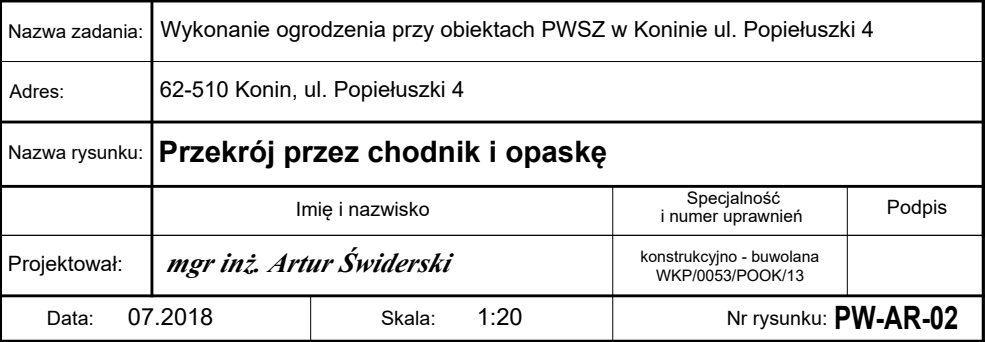 Nazwa zadania: Wykonanie ogrodzenia przy obiektach PWSZ w Koninie ul. Popiełuszki 4
Adres: 62-510 Konin, ul. Popiełuszki 4
Nazwa rysunku: Przekrój przez chodnik i opaskę
Imię i nazwisko
Specjalność
i numer uprawnień
Podpis
Projektował: mgr inż. Artur Świderski
konstrukcyjno - buwolana
WKP/0053/POOK/13
Data: 07.2018 Skala: 1:20 Nr rysunku: PW-AR-02